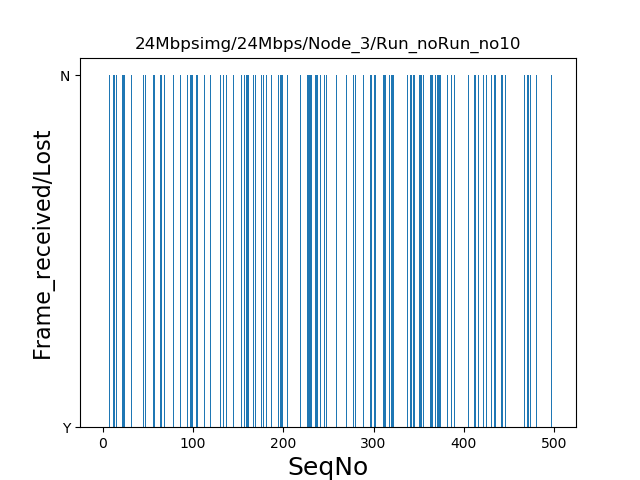 24Mbpsimg/24Mbps/Node_3/Run_noRun_no10
N
Frame_received/Lost
Y
0 100 200 300 400 500
SeqNo